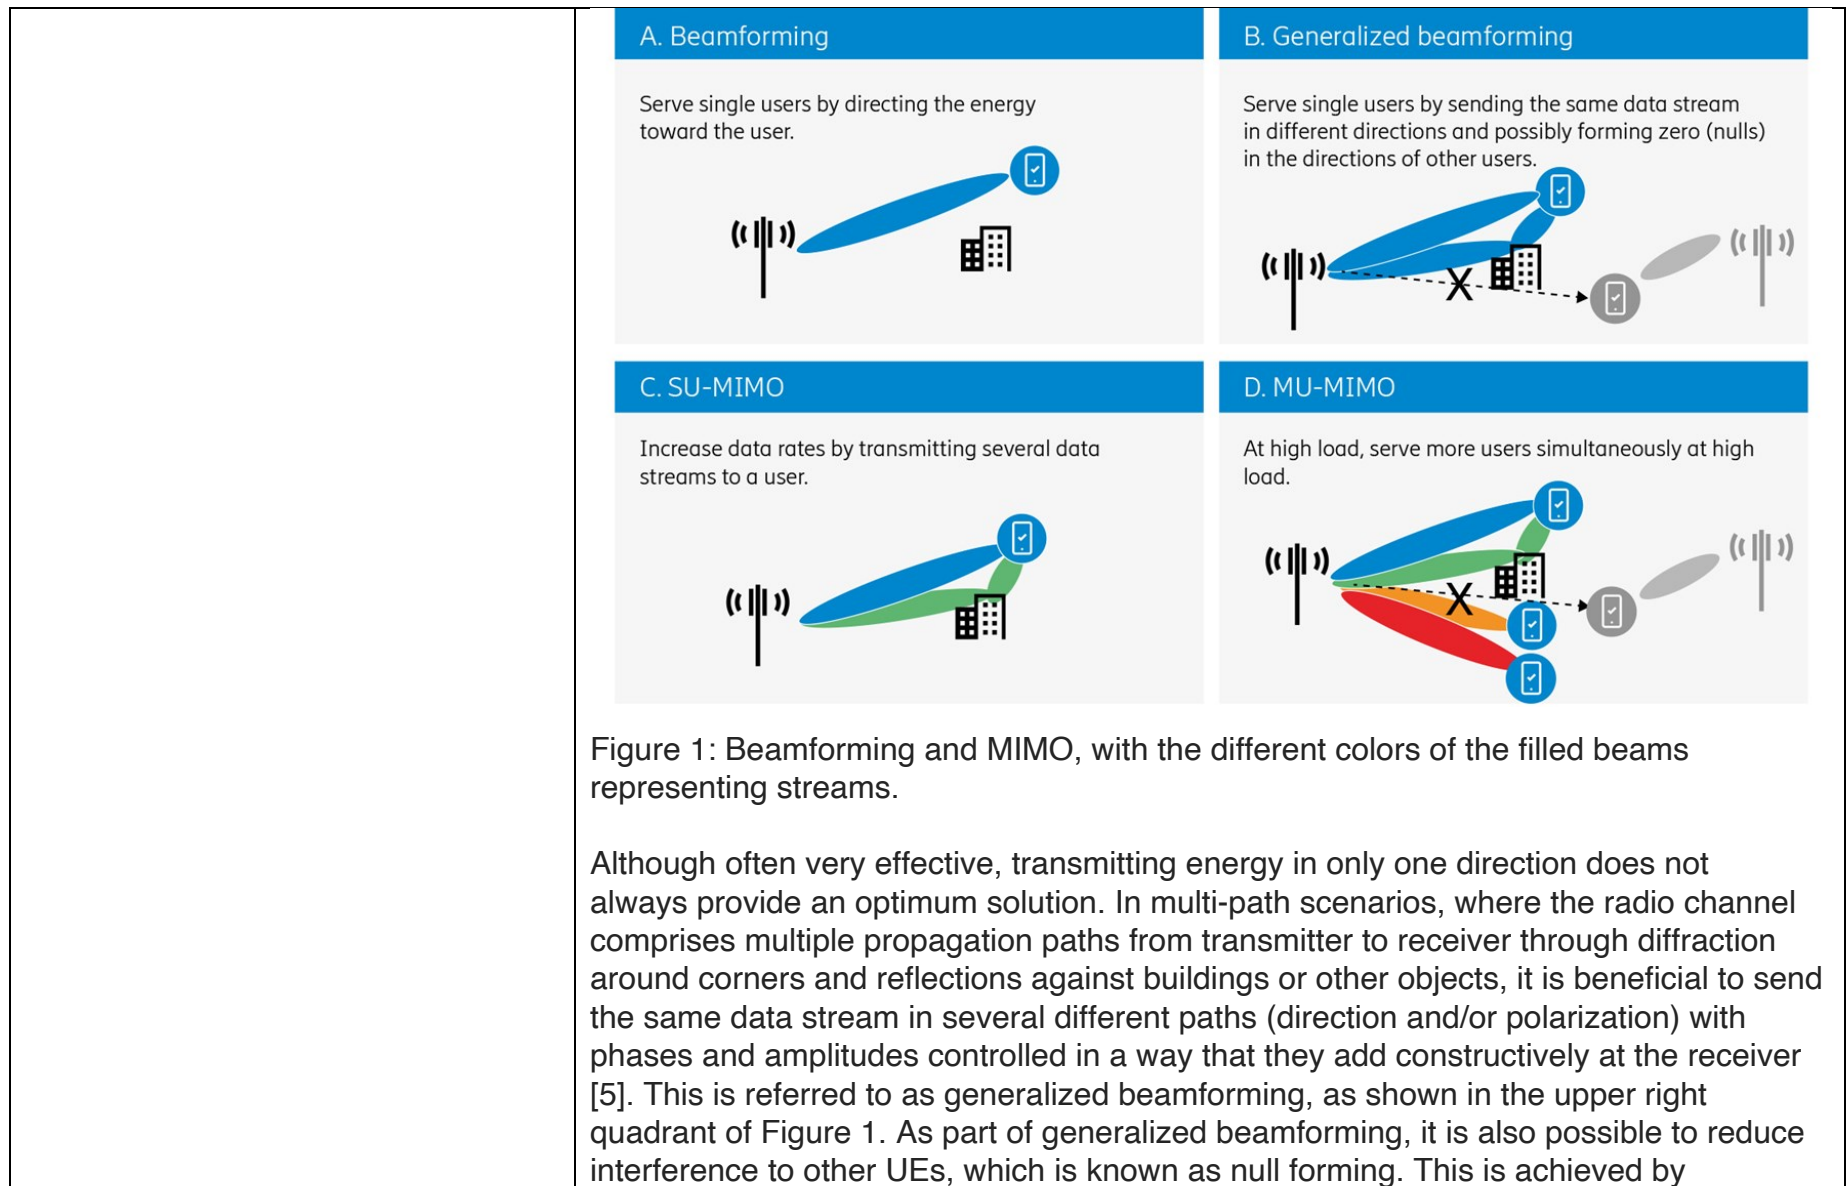 A. Beamforming
Serve single users by directing the energy
toward the user.
B. Generalized beamforming
Serve single users by sending the same data stream
in different directions and possibly forming zero (nulls)
in the directions of other users.
X
C. SU-MIMO
Increase data rates by transmitting several data
streams to a user.
D. MU-MIMO
At high load, serve more users simultaneously at high
load.
X
Figure 1: Beamforming and MIMO, with the different colors of the filled beams
representing streams.
Although often very effective, transmitting energy in only one direction does not
always provide an optimum solution. In multi-path scenarios, where the radio channel
comprises multiple propagation paths from transmitter to receiver through diffraction
around corners and reflections against buildings or other objects, it is beneficial to send
the same data stream in several different paths (direction and/or polarization) with
phases and amplitudes controlled in a way that they add constructively at the receiver
[5]. This is referred to as generalized beamforming, as shown in the upper right
quadrant of Figure 1. As part of generalized beamforming, it is also possible to reduce
interference to other UEs, which is known as null forming. This is achieved by